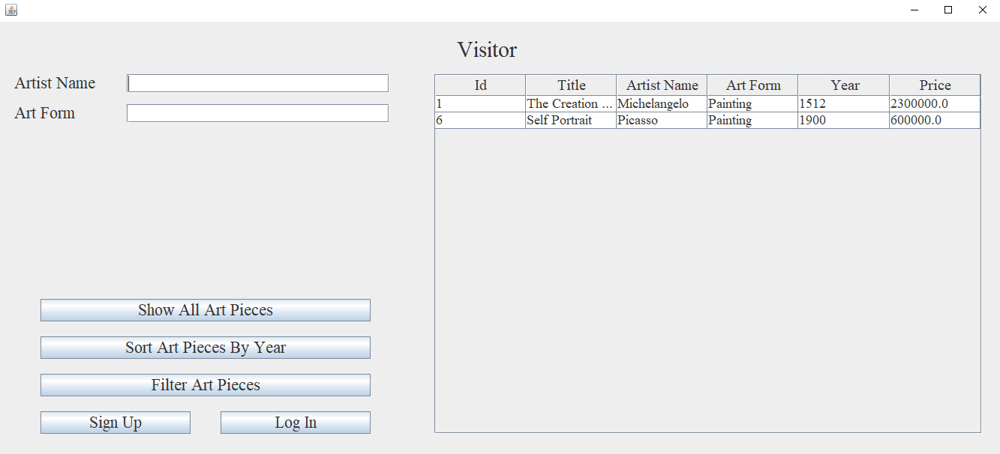 Visitor
Artist Name
Art Form
Id Title Artist Name Art Form Year Price
1 The Creation ... Michelangelo Painting 1512 2300000.0
6 Self Portrait Picasso Painting 1900 600000.0
Show All Art Pieces
Sort Art Pieces By Year
Filter Art Pieces
Sign Up Log In